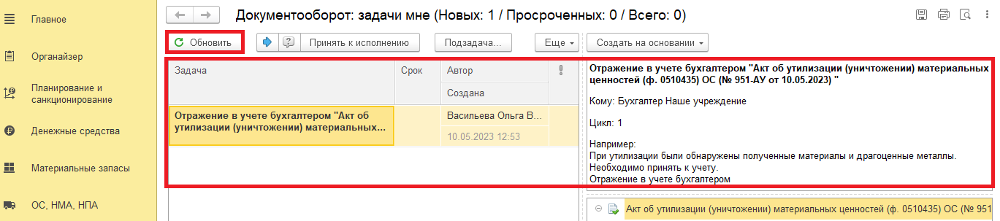 Главное
Органайзер
Планирование и
санкционирование
Денежные средства
Материальные запасы
ОС, НМА, НПА
Документооборот: задачи мне (Новых: 1 / Просроченных: 0 / Всего: 0)
Обновить
Принять к исполнению
Подзадача...
Еще
Создать на основании
Задача
Срок
Автор
Создана
Отражение в учете бухгалтером "Акт об
утилизации (уничтожении) материальных...
Васильева Ольга В...
10.05.2023 12:53
Отражение в учете бухгалтером "Акт об утилизации (уничтожении) материальных
ценностей (ф. 0510435) ОС (№ 951-АУ от 10.05.2023) "
Кому: Бухгалтер Наше учреждение
Цикл: 1
Например:
При утилизации были обнаружены полученные материалы и драгоценные металлы.
Необходимо принять к учету.
Отражение в учете бухгалтером
Акт об утилизации (уничтожении) материальных ценностей (ф. 0510435) ОС (№ 951